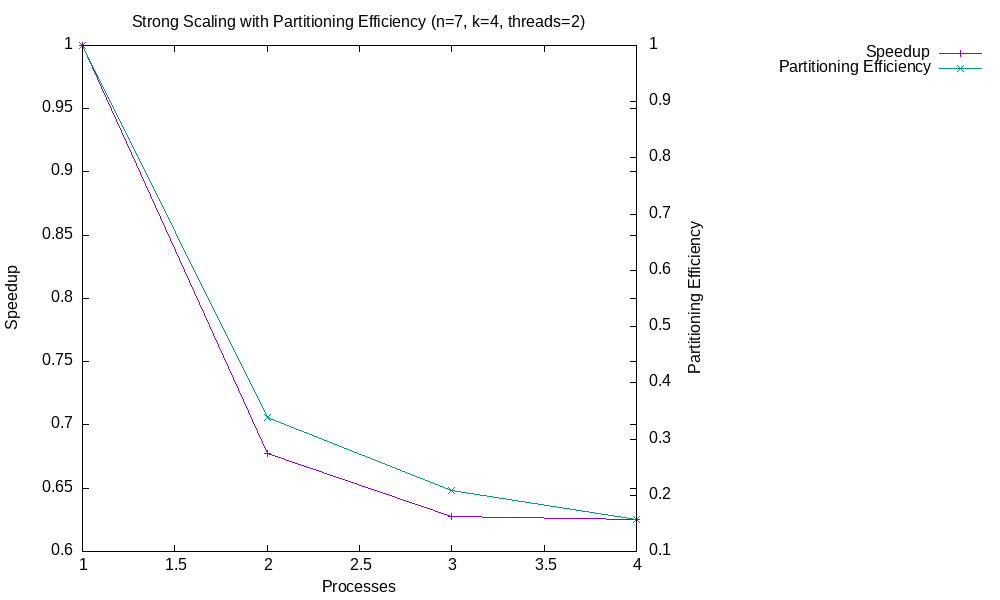 Strong Scaling with Partitioning Efficiency (n=7, k=4, threads=2)
Speedup
Partitioning Efficiency
1
0.95
0.9
0.85
0.8
0.75
0.7
0.65
0.6
Speedup
1
0.9
0.8
0.7
0.6
0.5
0.4
0.3
0.2
0.1
Partitioning Efficiency
1 1.5 2 2.5 3 3.5 4
Processes